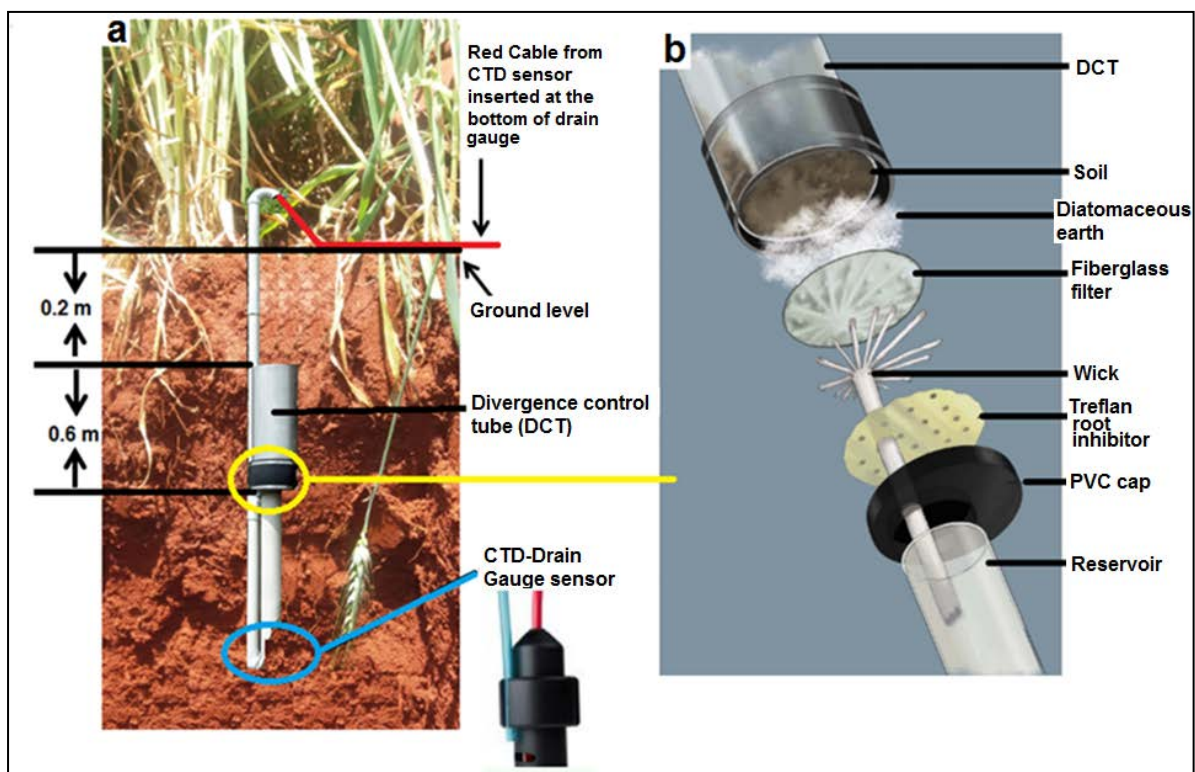 a
Red Cable from
CTD sensor
inserted at the
bottom of drain
gauge
0.2 m
Ground level
0.6 m
Divergence control
tube (DCT)
CTD-Drain
Gauge sensor
b
DCT
Soil
Diatomaceous
earth
Fiberglass
filter
Wick
Treflan
root
inhibitor
PVC cap
Reservoir